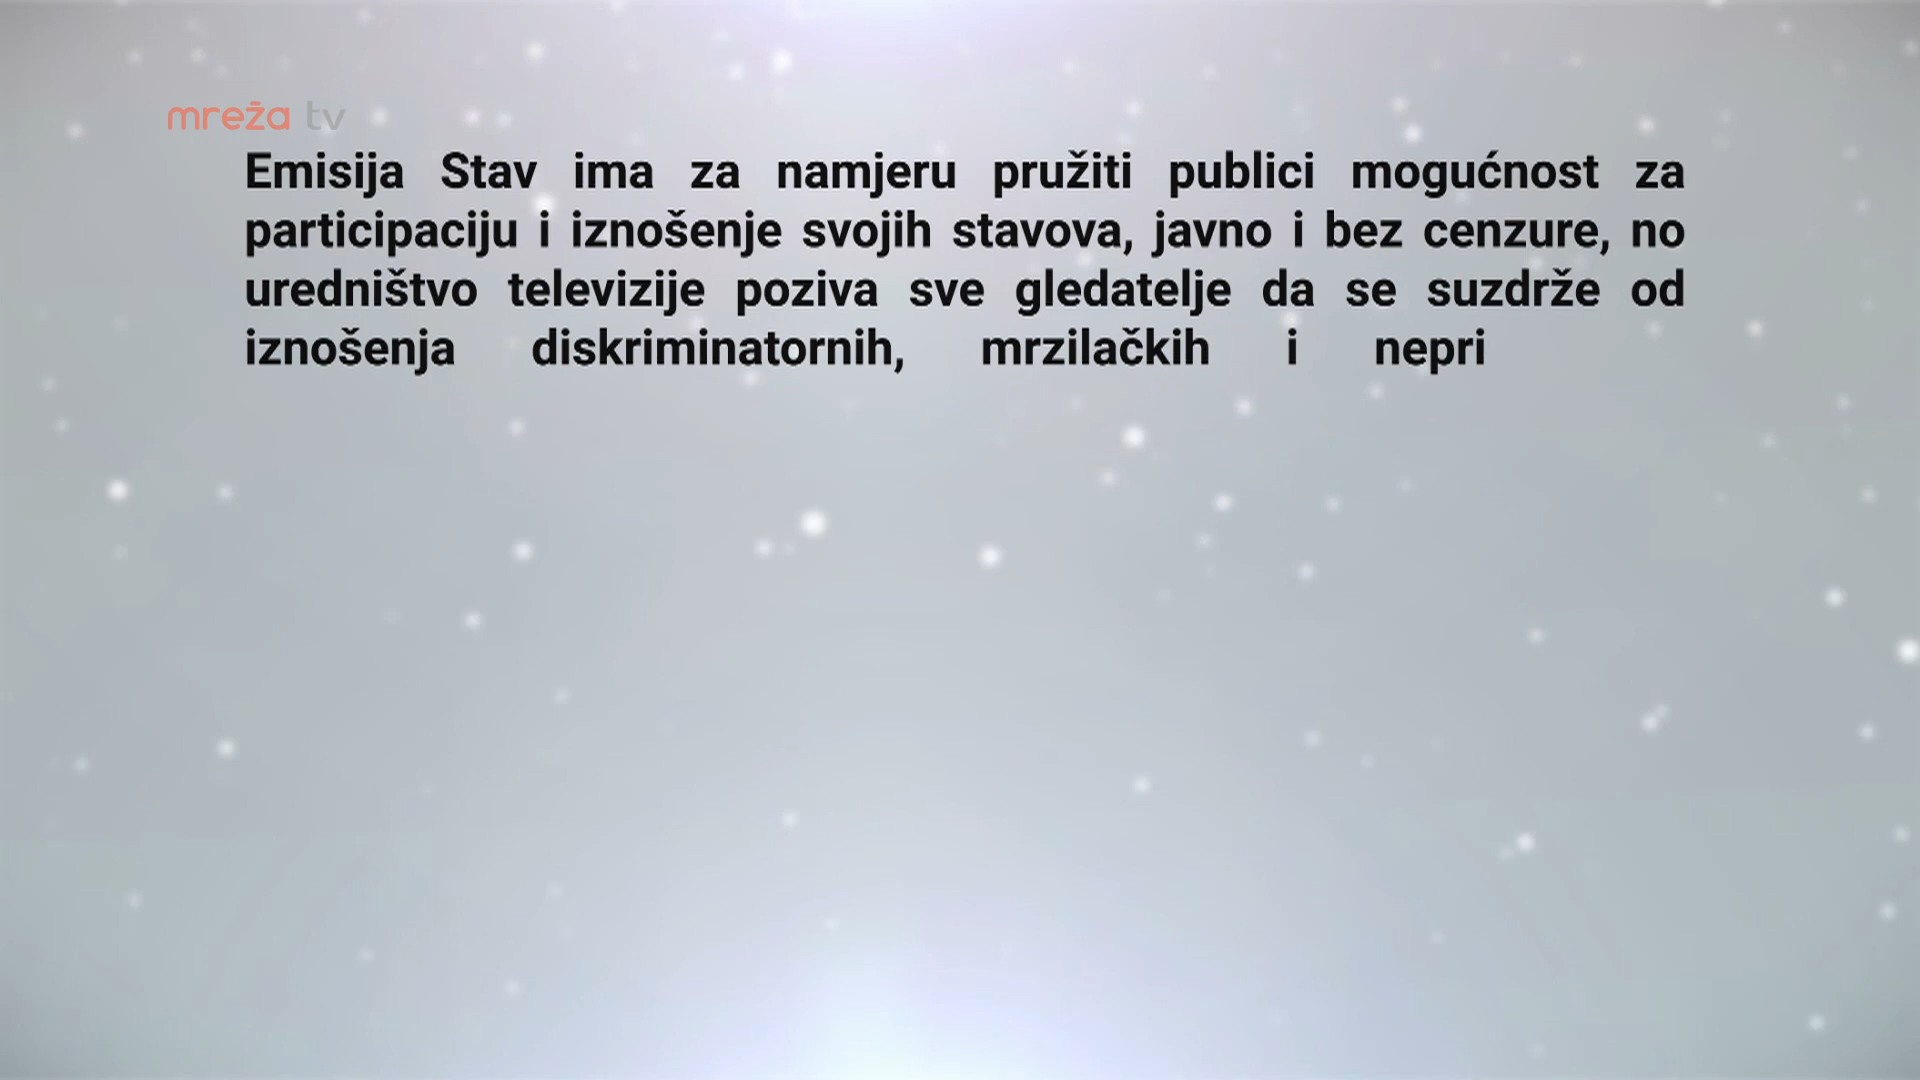 mreža tv
Emisija Stav ima za namjeru pružiti publici mogućnost za
participaciju i iznošenje svojih stavova, javno i bez cenzure, no
uredništvo televizije poziva sve gledatelje da se suzdrže od
iznošenja diskriminatornih, mrzilačkih i nepri